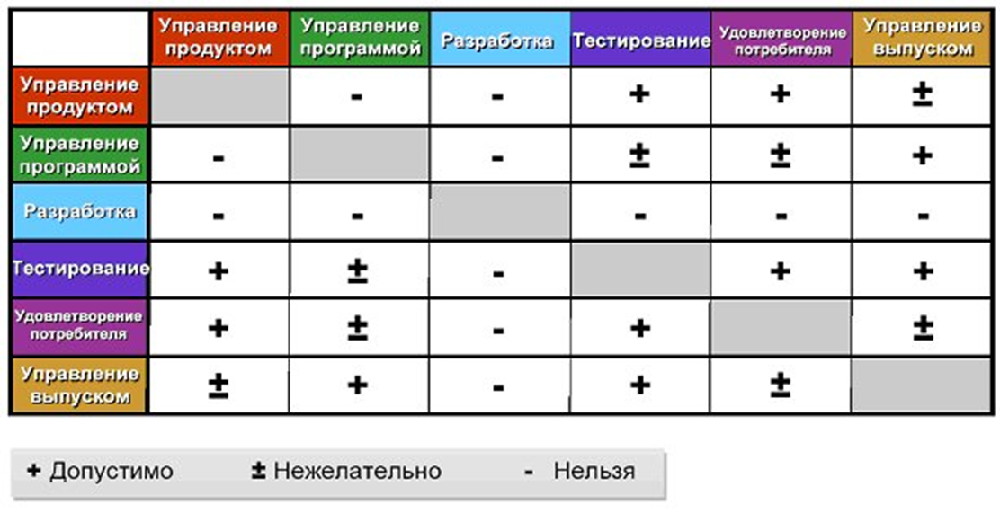 Управление Управление Разработка Тестирование Удовлетворение Управление
продуктом программой потребителя выпуском
Управление
продуктом - - + + ±
Управление
программой - - ± ± +
Разработка - - - - -
Тестирование + ± - + +
Удовлетворение
потребителя + ± - + ±
Управление
выпуском ± + - + ±
+ Допустимо ± Нежелательно - Нельзя